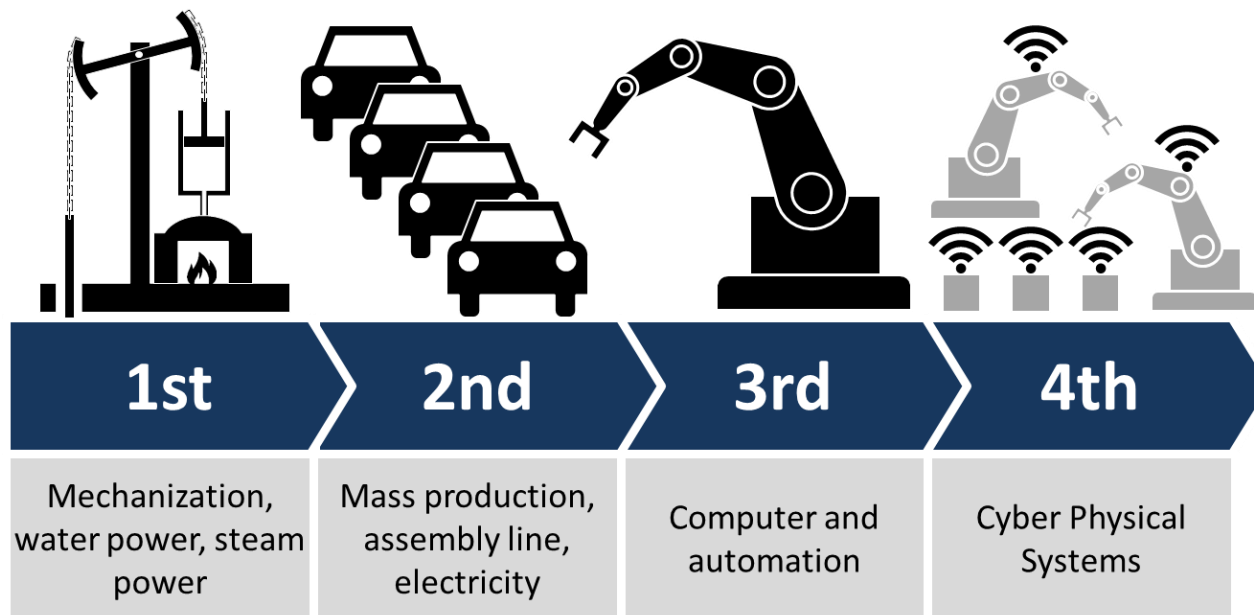 1st
2nd
3rd
4th
Mechanization,
water power, steam
power
Mass production,
assembly line,
electricity
Computer and
automation
Cyber Physical
Systems